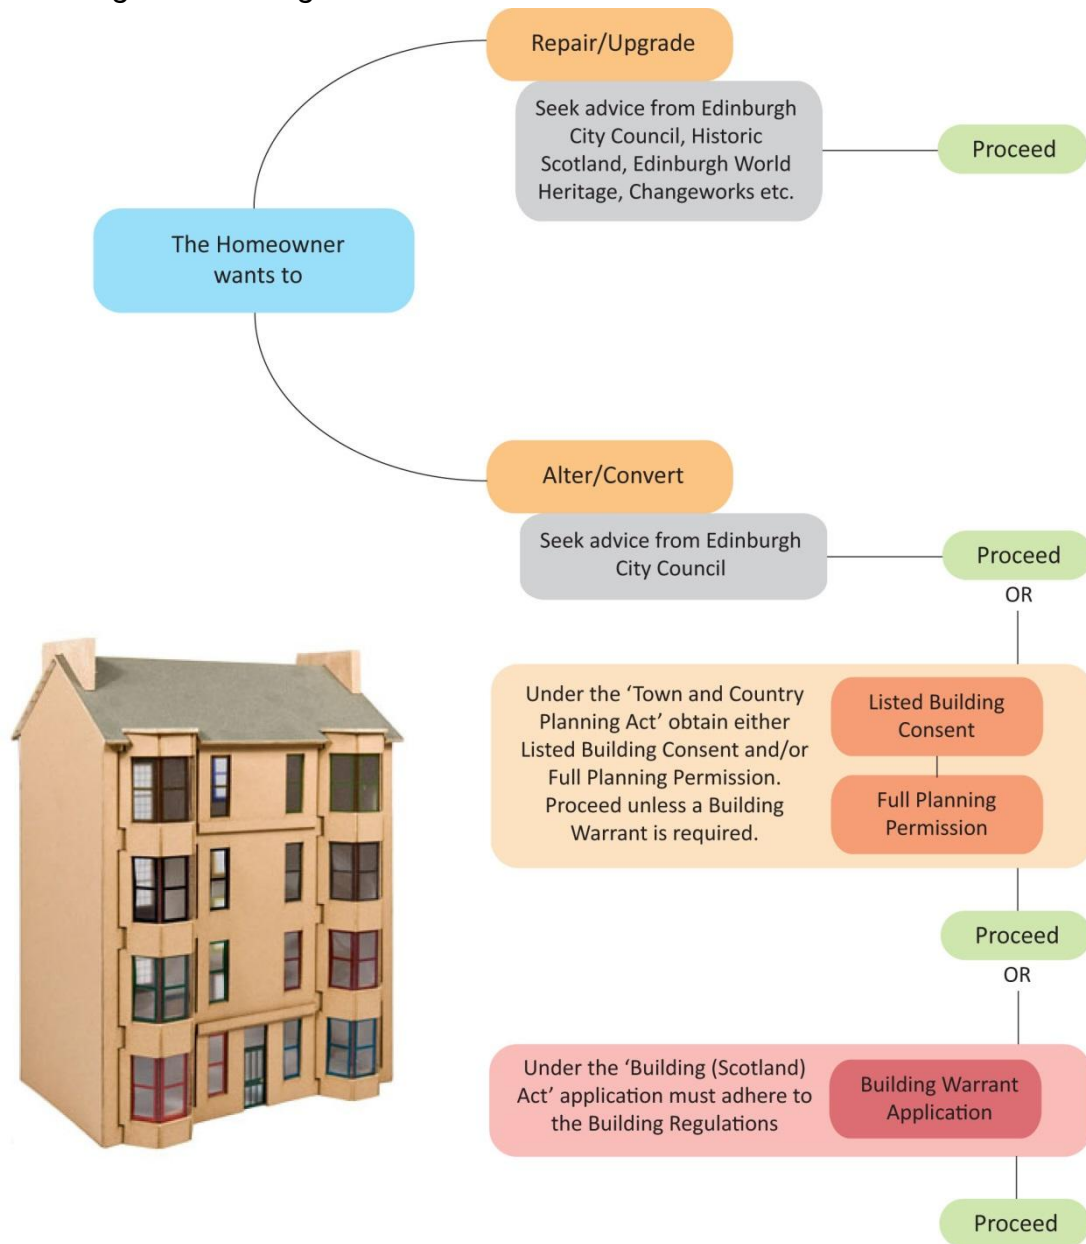 Repair/Upgrade
Seek advice from Edinburgh
City Council, Historic
Scotland, Edinburgh World
Heritage, Changeworks etc.
Proceed
The Homeowner
wants to
Alter/Convert
Seek advice from Edinburgh
City Council
Proceed
OR
Under the ‘Town and Country
Planning Act’ obtain either
Listed Building Consent and/or
Full Planning Permission.
Proceed unless a Building
Warrant is required.
Listed Building
Consent
Full Planning
Permission
Proceed
OR
Under the ‘Building (Scotland)
Act’ application must adhere to
the Building Regulations
Building Warrant
Application
Proceed